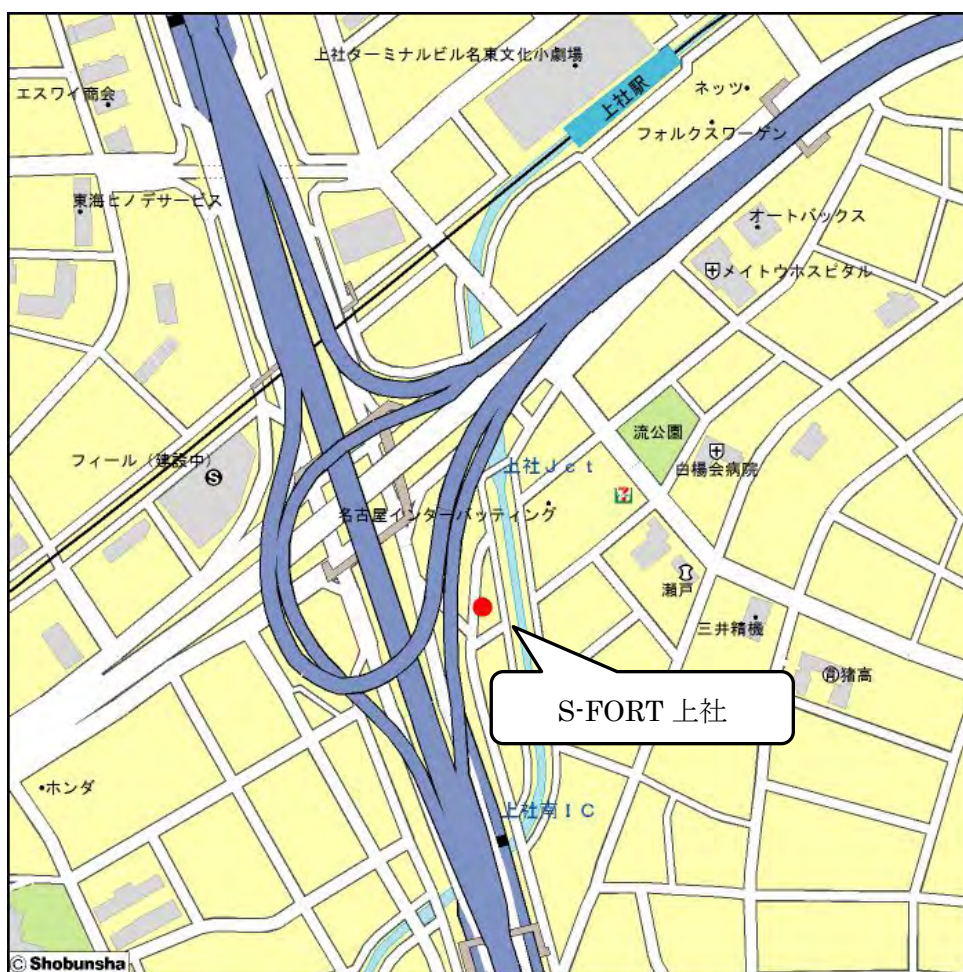 上社ターミナルビル名東文化小劇場
上社駅
ネッツ
エスワイ商会
フォルクスワーゲン
東海ヒノデサービス
オートバックス
メイトウホスピタル
流公園
フィール(建設中)
S
上社Jct
白楊会病院
7
名古屋インターバッティング
瀬戸
三井精機
猪高
S-FORT 上社
ホンダ
上社南IC
© Shobunsha